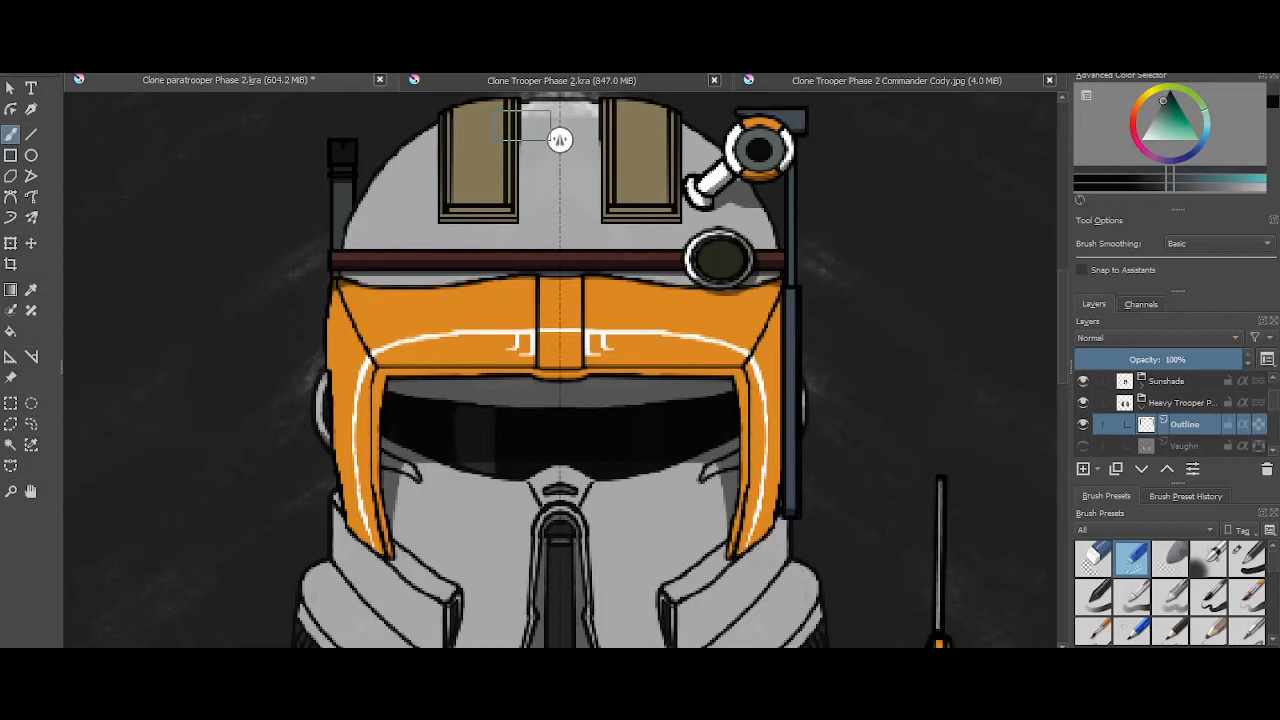 Clone paratrooper Phase 2.kra (604.2 MiB) *
Clone Trooper Phase 2.kra (847.0 MiB)
Clone Trooper Phase 2 Commander Cody.jpg (4.0 MiB)
Advanced Color Selector
Tool Options
Brush Smoothing: Basic
Snap to Assistants
Layers Channels
Layers
Normal
Opacity: 100%
Sunshade
Heavy Trooper P...
Outline
Vaughn
Brush Presets Brush Preset History
Brush Presets
All Tag